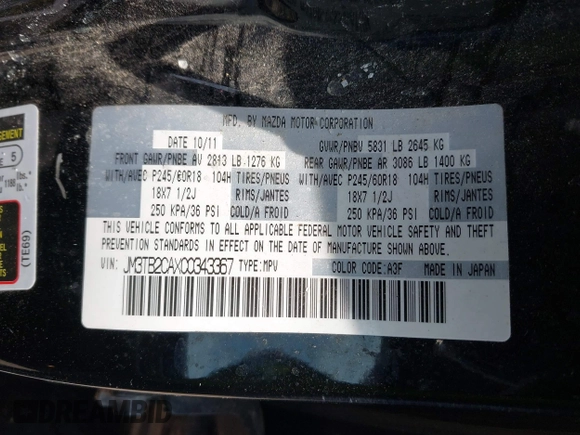 MFD. BY MAZDA MOTOR CORPORATION
DATE 10/11 GVWR/PNBV 5831 LB 2645 KG
FRONT GAWR/PNBE AV 2813 LB 1276 KG REAR GAWR/PNBE AR 3086 LB 1400 KG
WITH/AVEC P245/60R18 104H TIRES/PNEUS WITH/AVEC P245/60R18 104H TIRES/PNEUS
18X7 1/2J RIMS/JANTES 18X7 1/2J RIMS/JANTES
250 KPA/36 PSI COLD/A FROID 250 KPA/36 PSI COLD/A FROID
THIS VEHICLE CONFORMS TO ALL APPLICABLE FEDERAL MOTOR VEHICLE SAFETY AND THEFT
PREVENTION STANDARDS IN EFFECT ON THE DATE OF MANUFACTURE SHOWN ABOVE.
VIN: JM3TB2CAXC0343367 TYPE:MPV COLOR CODE:A3F MADE IN JAPAN
5
(TE69)
DREAMBID